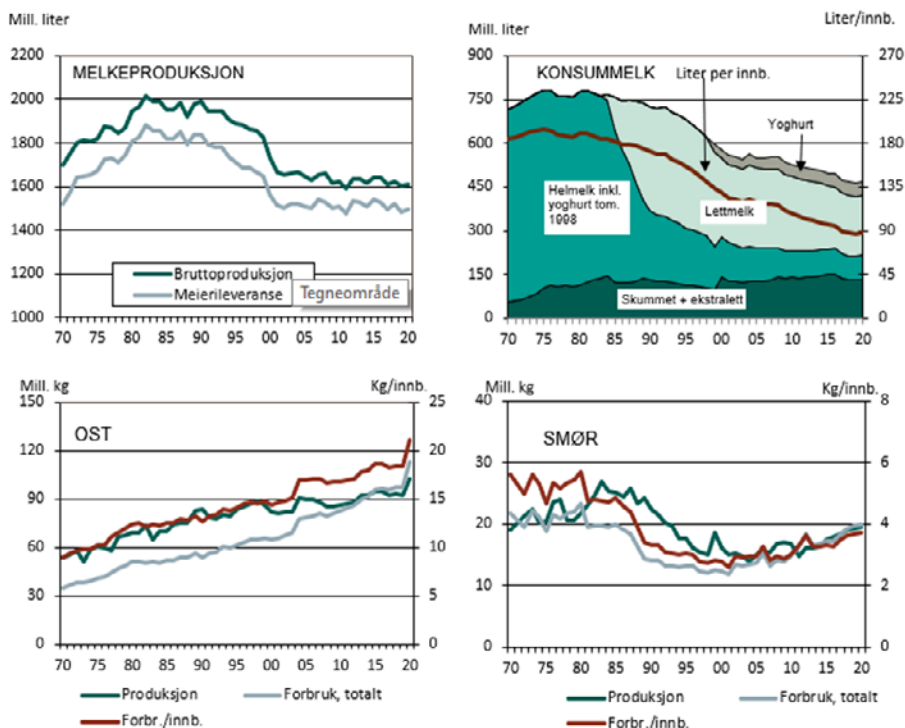 Mill. liter
MELKEPRODUKSJON
2200
2000
1800
1600
1400
1200
1000
Bruttoproduksjon
Meierileveranse
Tegneområde
70 75 80 85 90 95 00 05 10 15 20
Mill. liter
Liter/innb.
KONSUMMELK
900
750
600
450
300
150
0
270
225
180
135
90
45
0
Liter per innb.
Yoghurt
Helmelk inkl.
yoghurt tom.
1998
Lettmelk
Skummet + ekstralett
70 75 80 85 90 95 00 05 10 15 20
Mill. kg
Kg/innb.
OST
150
120
90
60
30
0
25
20
15
10
5
0
70 75 80 85 90 95 00 05 10 15 20
Produksjon
Forbruk, totalt
Forbr./innb.
Mill. kg
Kg/innb.
SMØR
40
30
20
10
0
8
6
4
2
0
70 75 80 85 90 95 00 05 10 15 20
Produksjon
Forbruk, totalt
Forbr./innb.